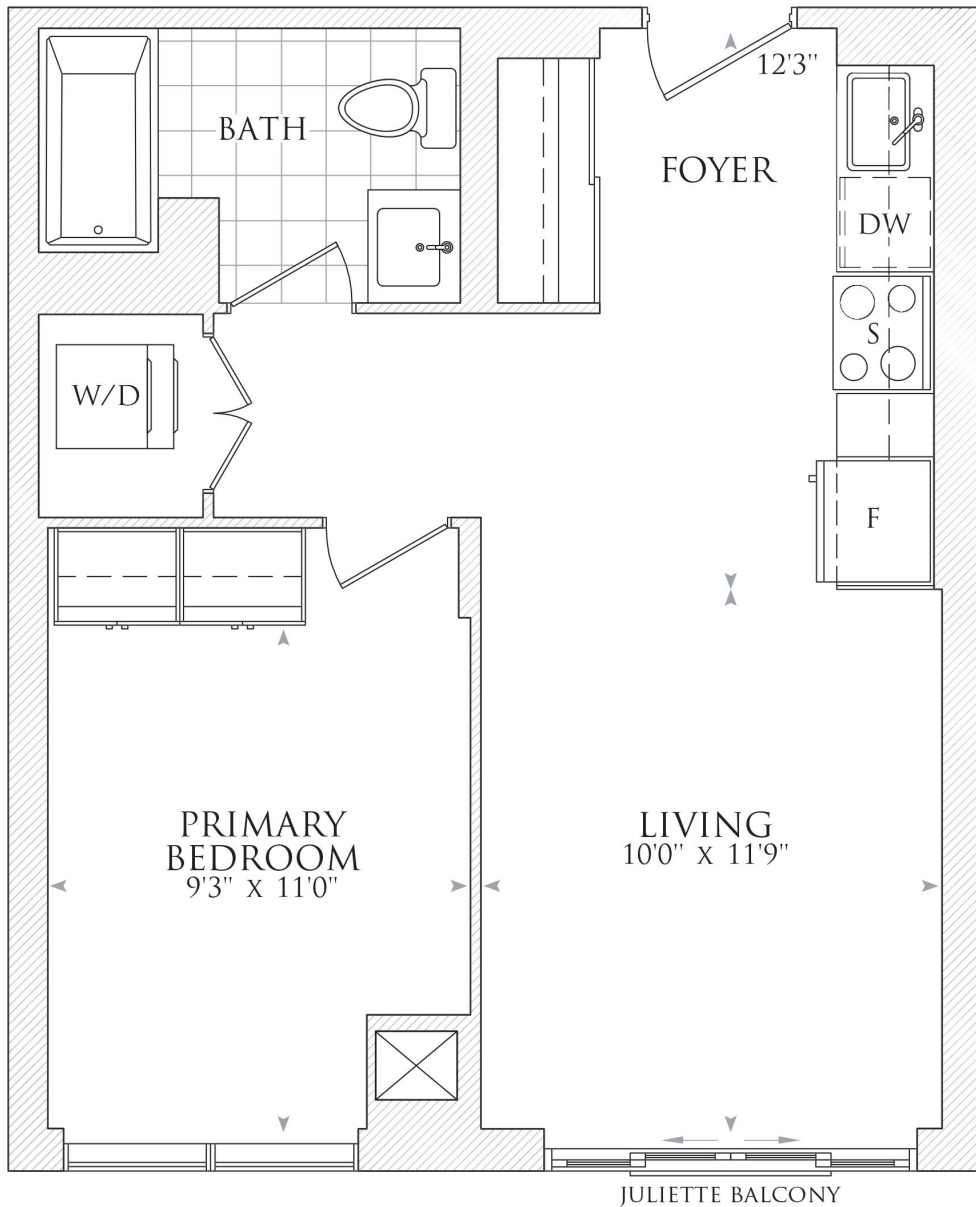 12'3"
BATH
FOYER
DW
S
W/D
F
PRIMARY
BEDROOM
9'3" X 11'0"
LIVING
10'0" X 11'9"
JULIETTE BALCONY